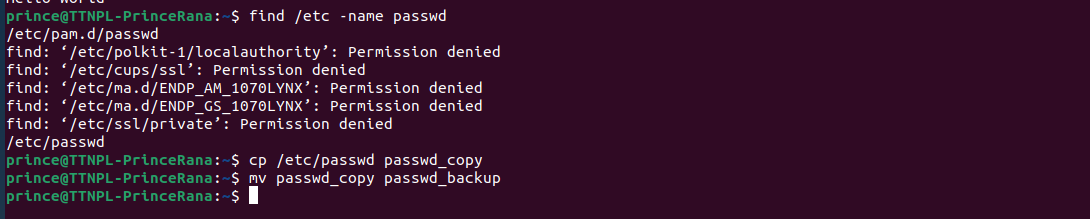 Hello World
prince@TTNPL-PrinceRana:~$ find /etc -name passwd
/etc/pam.d/passwd
find: ‘/etc/polkit-1/localauthority’: Permission denied
find: ‘/etc/cups/ssl’: Permission denied
find: ‘/etc/ma.d/ENDP_AM_1070LYNX’: Permission denied
find: ‘/etc/ma.d/ENDP_GS_1070LYNX’: Permission denied
find: ‘/etc/ssl/private’: Permission denied
/etc/passwd
prince@TTNPL-PrinceRana:~$ cp /etc/passwd passwd_copy
prince@TTNPL-PrinceRana:~$ mv passwd_copy passwd_backup
prince@TTNPL-PrinceRana:~$